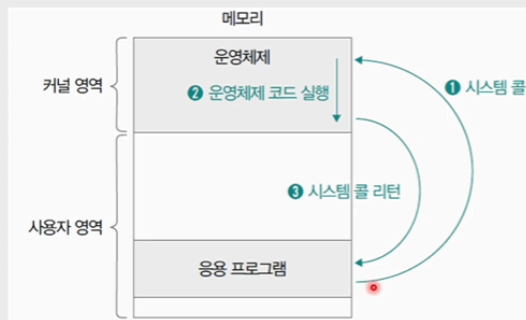 메모리
운영체제
커널 영역
❶ 시스템 콜
❷ 운영체제 코드 실행
❸ 시스템 콜 리턴
사용자 영역
응용 프로그램